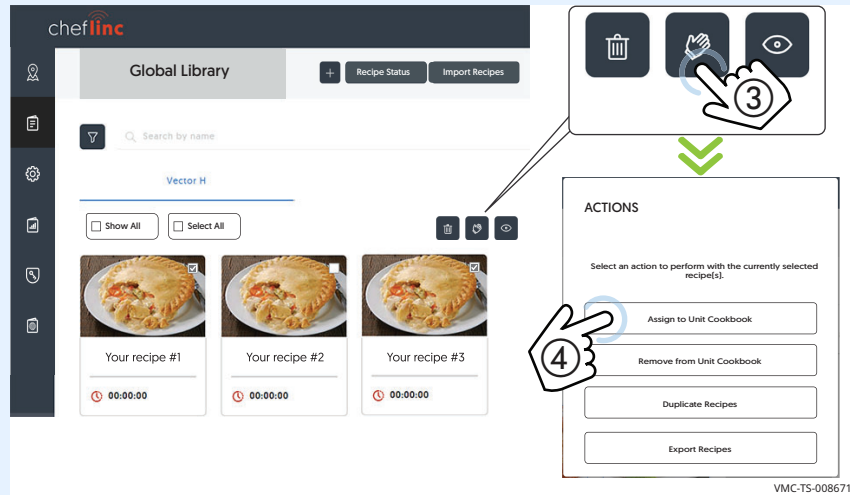 cheflinc
Global Library
+
Recipe Status
Import Recipes
Search by name
Vector H
Show All
Select All
Your recipe #1
Your recipe #2
Your recipe #3
00:00:00
00:00:00
00:00:00
3
ACTIONS
Select an action to perform with the currently selected
recipe[s].
Assign to Unit Cookbook
4
Remove from Unit Cookbook
Duplicate Recipes
Export Recipes
VMC-TS-008671